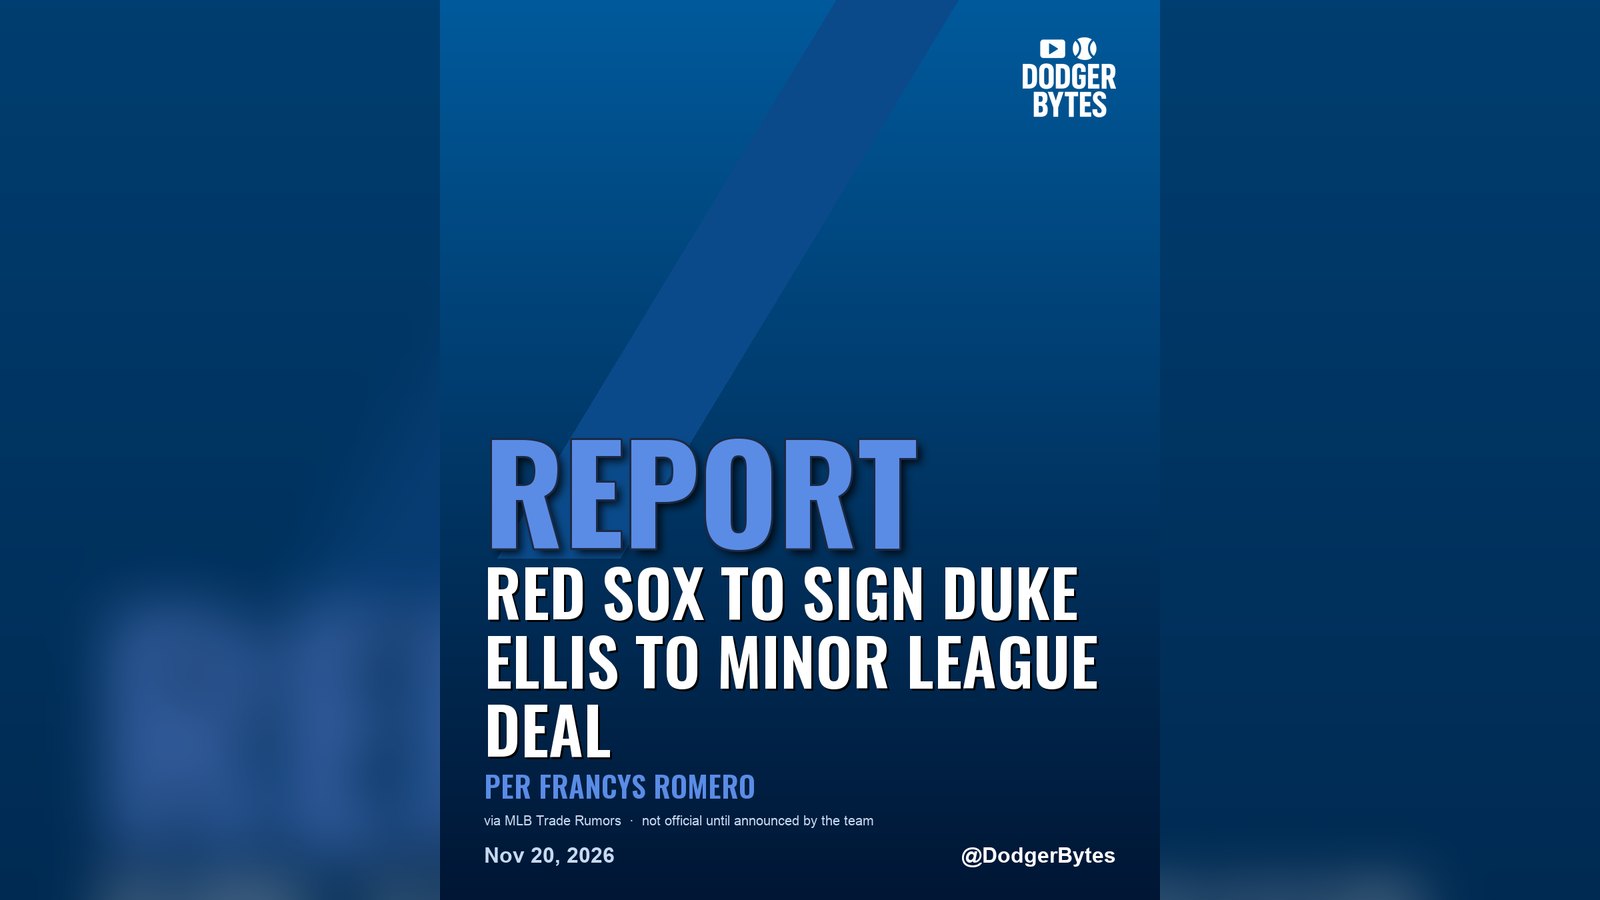 DODGER
BYTES
REPORT
RED SOX TO SIGN DUKE
ELLIS TO MINOR LEAGUE
DEAL
PER FRANCYS ROMERO
via MLB Trade Rumors · not official until announced by the team
Nov 20, 2026
@DodgerBytes